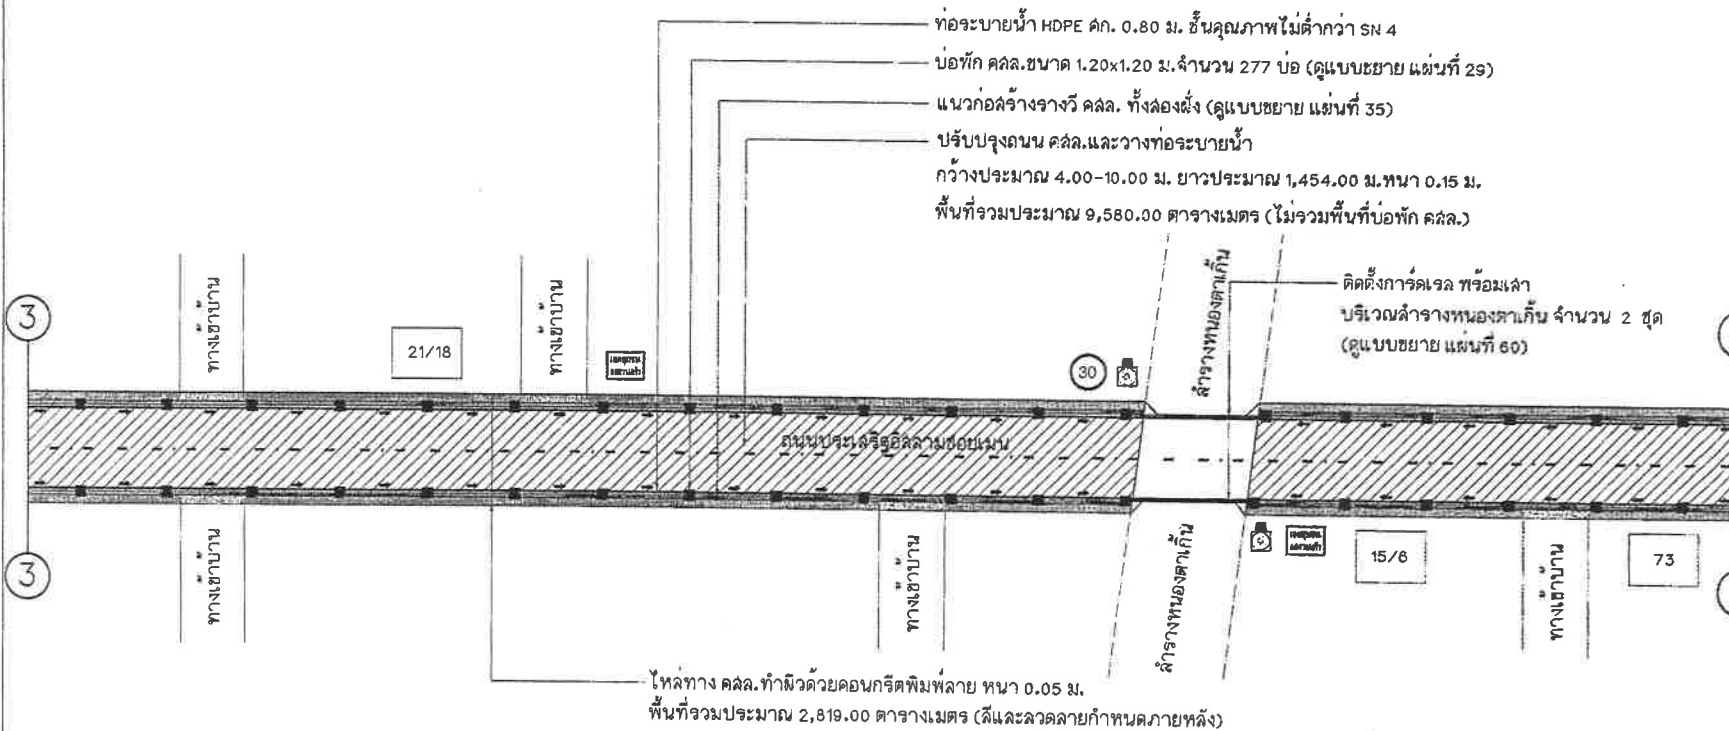 ท่อระบายน้ำ HDPE ศก. 0.80 ม. ชั้นคุณภาพไม่ต่ำกว่า SN 4
บ่อพัก คสล.ขนาด 1.20x1.20 ม.จำนวน 277 บ่อ (ดูแบบขยาย แผ่นที่ 29)
แนวก่อสร้างรางวี คสล. ทั้งสองฝั่ง (ดูแบบขยาย แผ่นที่ 35)
ปรับปรุงถนน คสล.และวางท่อระบายน้ำ
กว้างประมาณ 4.00-10.00 ม. ยาวประมาณ 1,454.00 ม.หนา 0.15 ม.
พื้นที่รวมประมาณ 9,580.00 ตารางเมตร (ไม่รวมพื้นที่บ่อพัก คสล.)
ติดตั้งการ์ดเรล พร้อมเสา
บริเวณลำรางหนองตาเกิ้น จำนวน 2 ชุด
(ดูแบบขยาย แผ่นที่ 60)
3
ทางเข้าบ้าน
21/18
ทางเข้าบ้าน
30
ลำรางหนองตาเกิ้น
ถนนประเสริฐอิสลามซอยเมน
3
ทางเข้าบ้าน
ทางเข้าบ้าน
ลำรางหนองตาเกิ้น
15/6
ทางเข้าบ้าน
73
ไหล่ทาง คสล.ทำผิวด้วยคอนกรีตพิมพ์ลาย หนา 0.05 ม.
พื้นที่รวมประมาณ 2,819.00 ตารางเมตร (สีและลวดลายกำหนดภายหลัง)